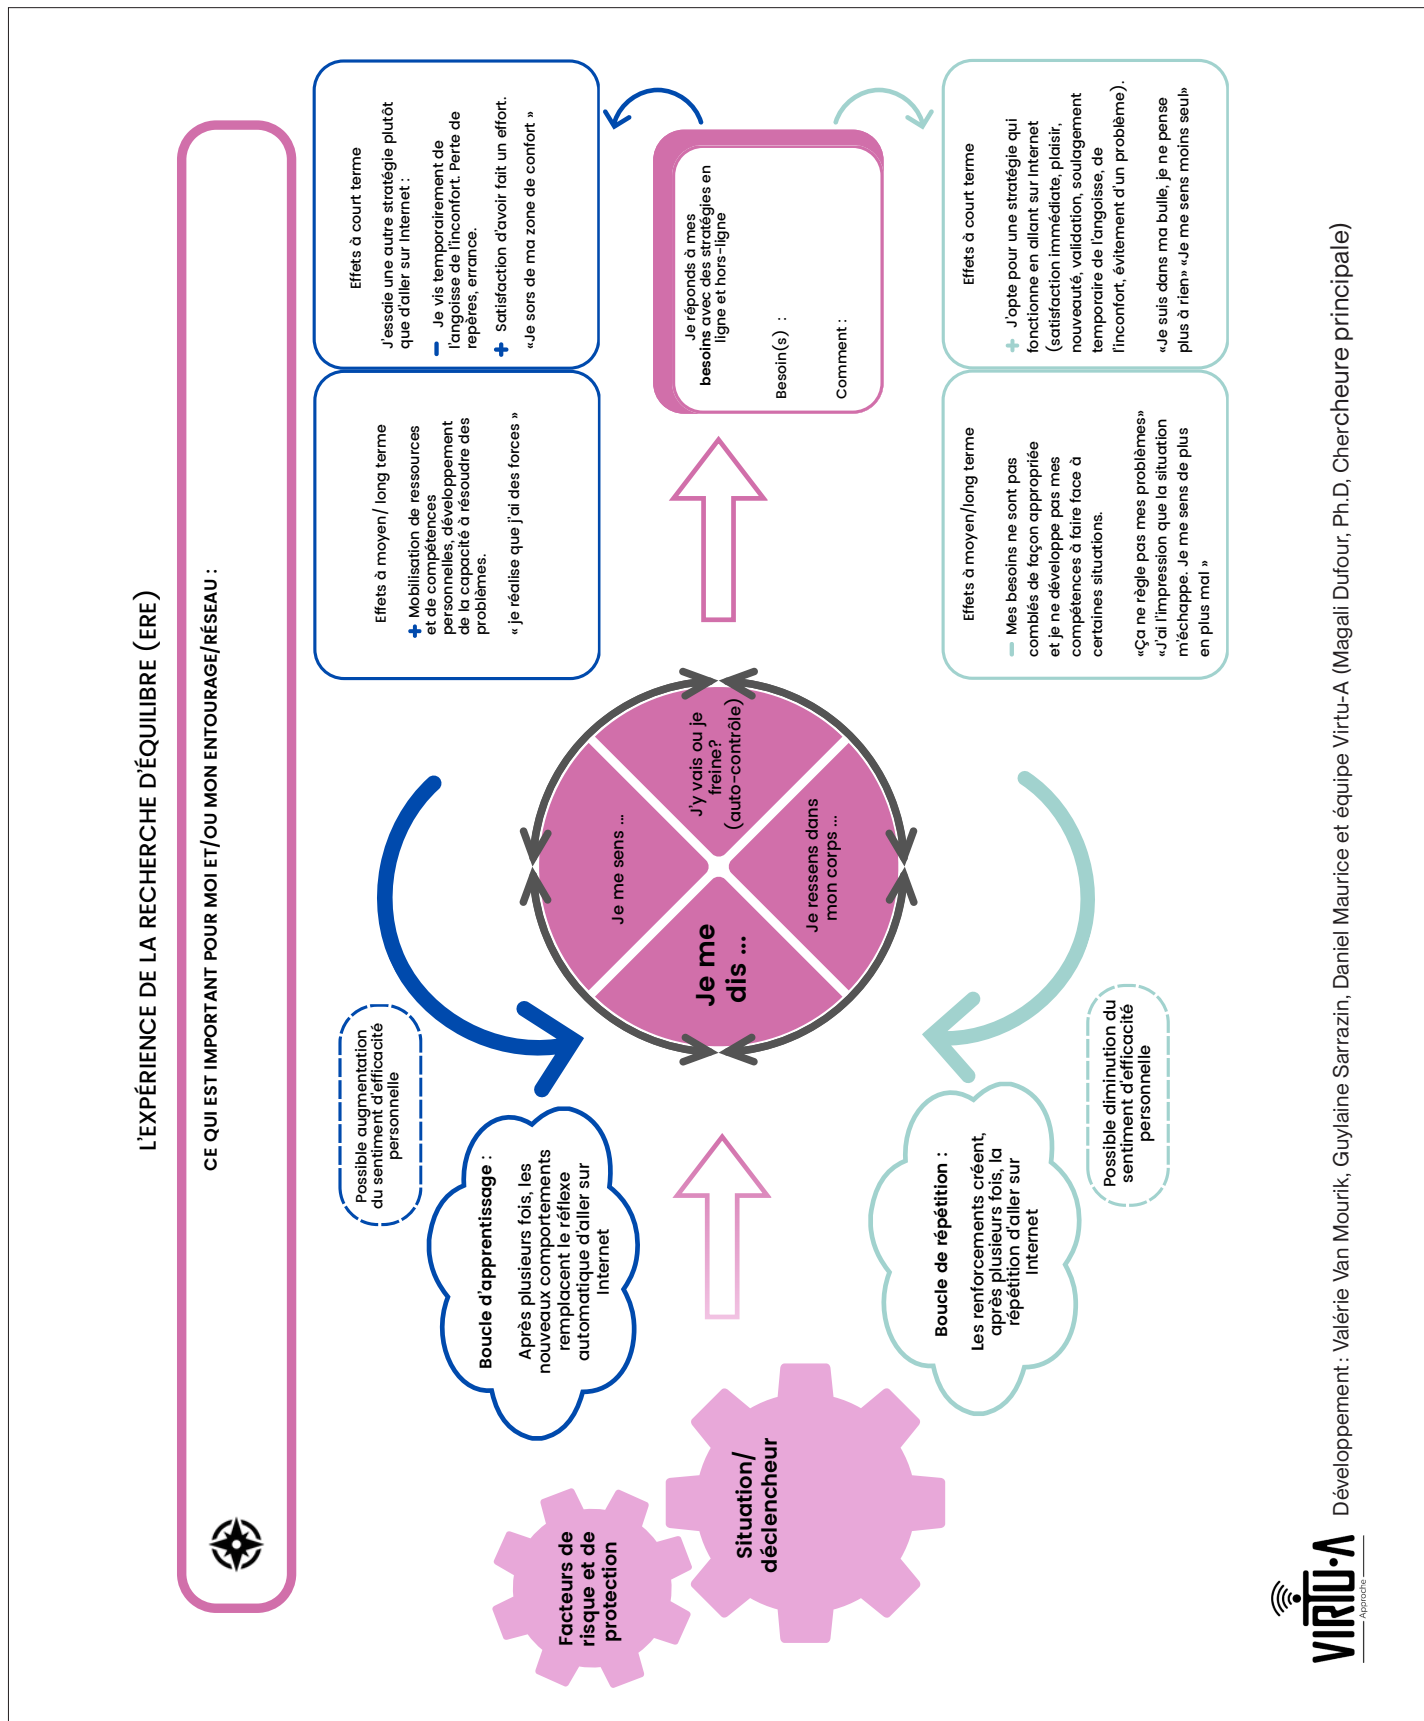 L'EXPÉRIENCE DE LA RECHERCHE D'ÉQUILIBRE (ERE)
CE QUI EST IMPORTANT POUR MOI ET/OU MON ENTOURAGE/RÉSEAU :
Possible augmentation
du sentiment d'efficacité
personnelle
Effets à moyen/ long terme
+ Mobilisation de ressources
et de compétences
personnelles, développement
de la capacité à résoudre des
problèmes.
« je réalise que j'ai des forces »
Effets à court terme
J'essaie une autre stratégie plutôt
que d'aller sur Internet :
- Je vis temporairement de
l'angoisse de l'inconfort. Perte de
repères, errance.
+ Satisfaction d'avoir fait un effort.
«Je sors de ma zone de confort »
Boucle d'apprentissage :
Après plusieurs fois, les
nouveaux comportements
remplacent le réflexe
automatique d'aller sur
Internet
Facteurs de
risque et de
protection
Situation/
déclencheur
Je me sens ...
Je me
dis ...
J'y vais ou je
freine?
(auto-contrôle)
Je ressens dans
mon corps ...
Je réponds à mes
besoins avec des stratégies en
ligne et hors-ligne
Besoin(s) :
Comment :
Boucle de répétition :
Les renforcements créent,
après plusieurs fois, la
répétition d'aller sur
Internet
Possible diminution du
sentiment d'efficacité
personnelle
Effets à moyen/long terme
- Mes besoins ne sont pas
comblés de façon appropriée
et je ne développe pas mes
compétences à faire face à
certaines situations.
«Ça ne règle pas mes problèmes»
«J'ai l'impression que la situation
m'échappe. Je me sens de plus
en plus mal »
Effets à court terme
+ J'opte pour une stratégie qui
fonctionne en allant sur Internet
(satisfaction immédiate, plaisir,
nouveauté, validation, soulagement
temporaire de l'angoisse, de
l'inconfort, évitement d'un problème).
«Je suis dans ma bulle, je ne pense
plus à rien» «Je me sens moins seul»
VIRTU·A
Approche
Développement : Valérie Van Mourik, Guylaine Sarrazin, Daniel Maurice et équipe Virtu-A (Magali Dufour, Ph.D, Chercheure principale)